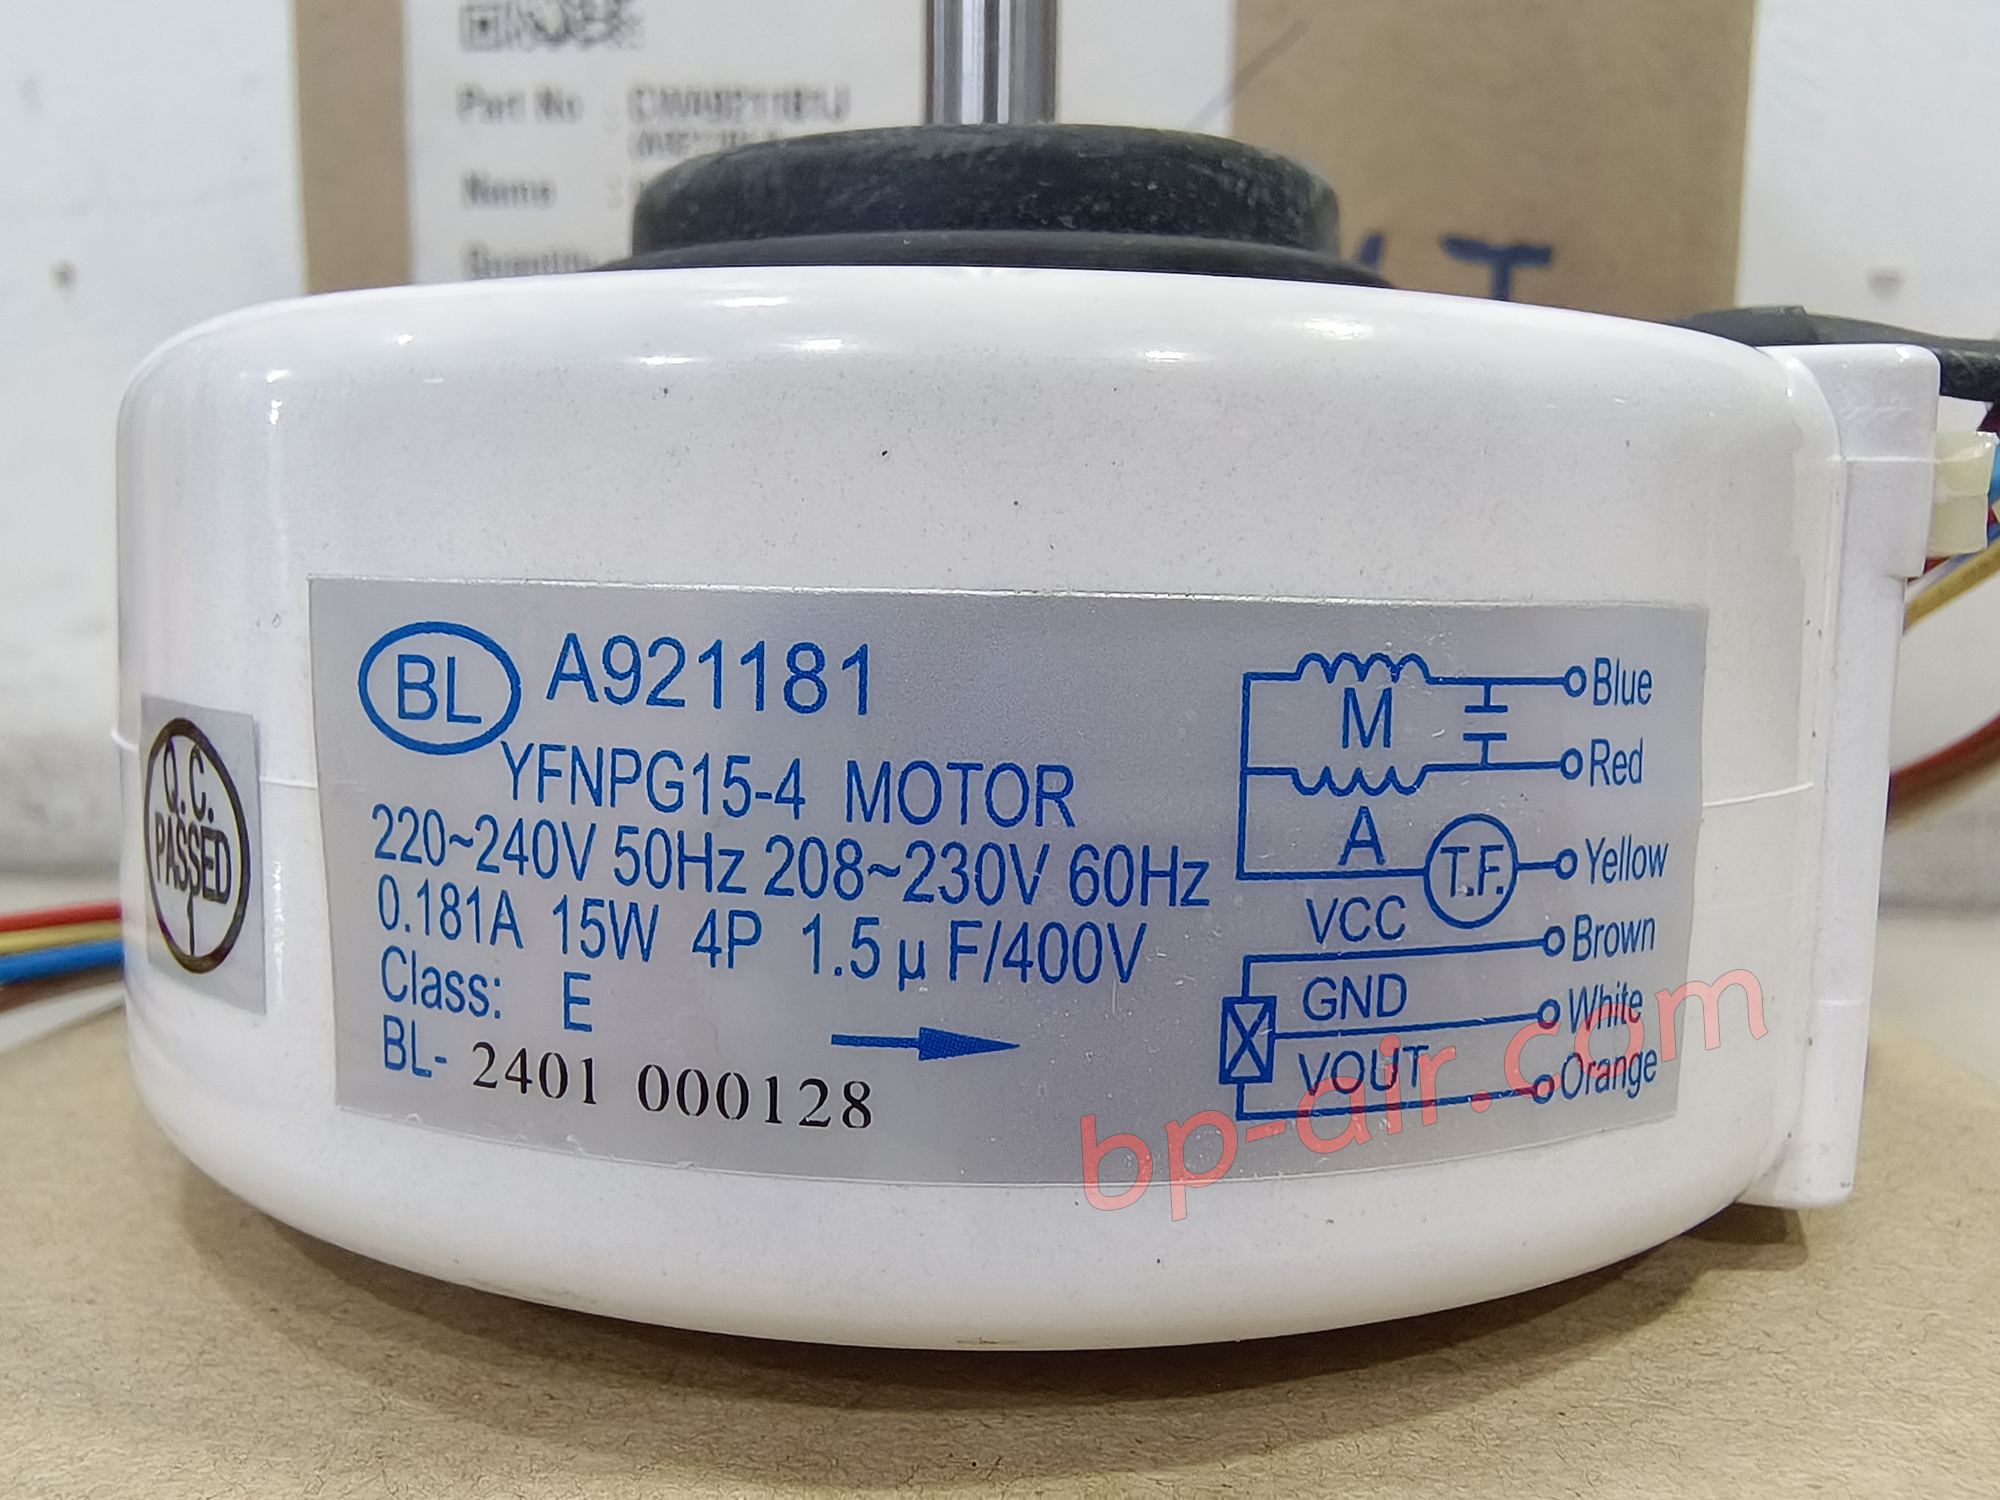 Part No :
Name :
Quantity
T
BL A921181
YFNPG15-4 MOTOR
220~240V 50Hz 208~230V 60Hz
0.181A 15W 4P 1.5μF/400V
Class: E
BL- 2401 000128
Q.C.
PASSED
1
M
A
T.F.
Blue
Red
Yellow
VCC
Brown
GND
White
VOUT
Orange
bp-air.com